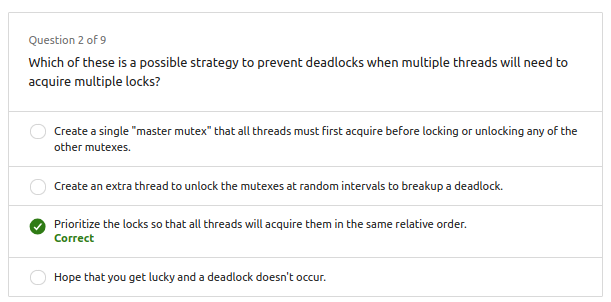 Question 2 of 9
Which of these is a possible strategy to prevent deadlocks when multiple threads will need to
acquire multiple locks?
Create a single "master mutex" that all threads must first acquire before locking or unlocking any of the
other mutexes.
Create an extra thread to unlock the mutexes at random intervals to breakup a deadlock.
Prioritize the locks so that all threads will acquire them in the same relative order.
Correct
Hope that you get lucky and a deadlock doesn't occur.